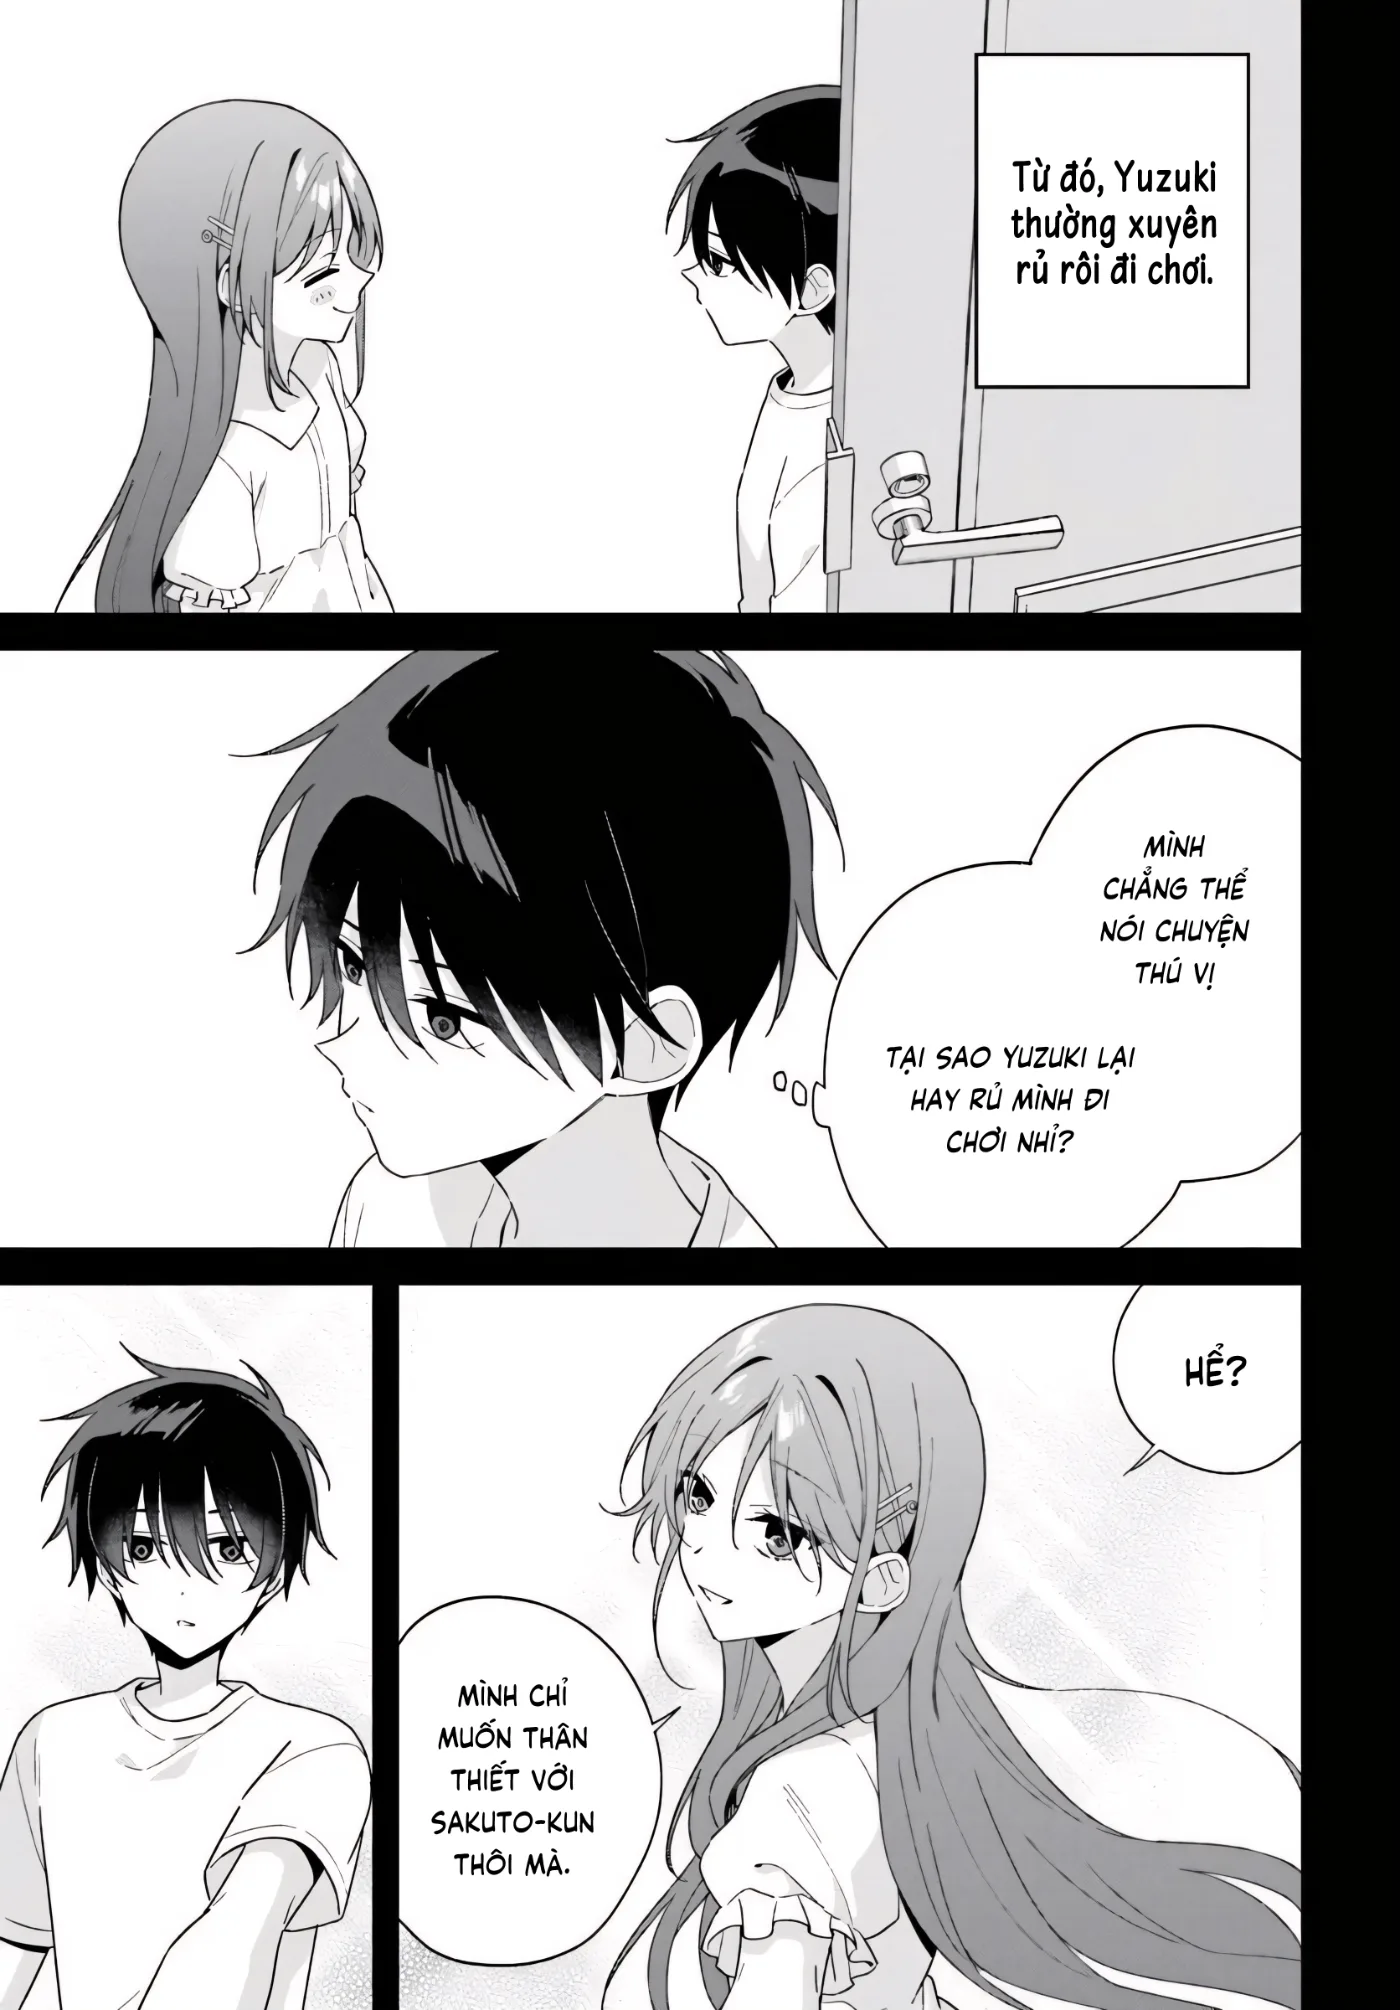 Từ đó, Yuzuki
thường xuyên
rủ rôi đi chơi.
MÌNH
CHẲNG THỂ
NÓI CHUYỆN
THÚ VỊ
TẠI SAO YUZUKI LẠI
HAY RỦ MÌNH ĐI
CHƠI NHỈ?
HỂ?
MÌNH CHỈ
MUỐN THÂN
THIẾT VỚI
SAKUTO-KUN
THÔI MÀ.